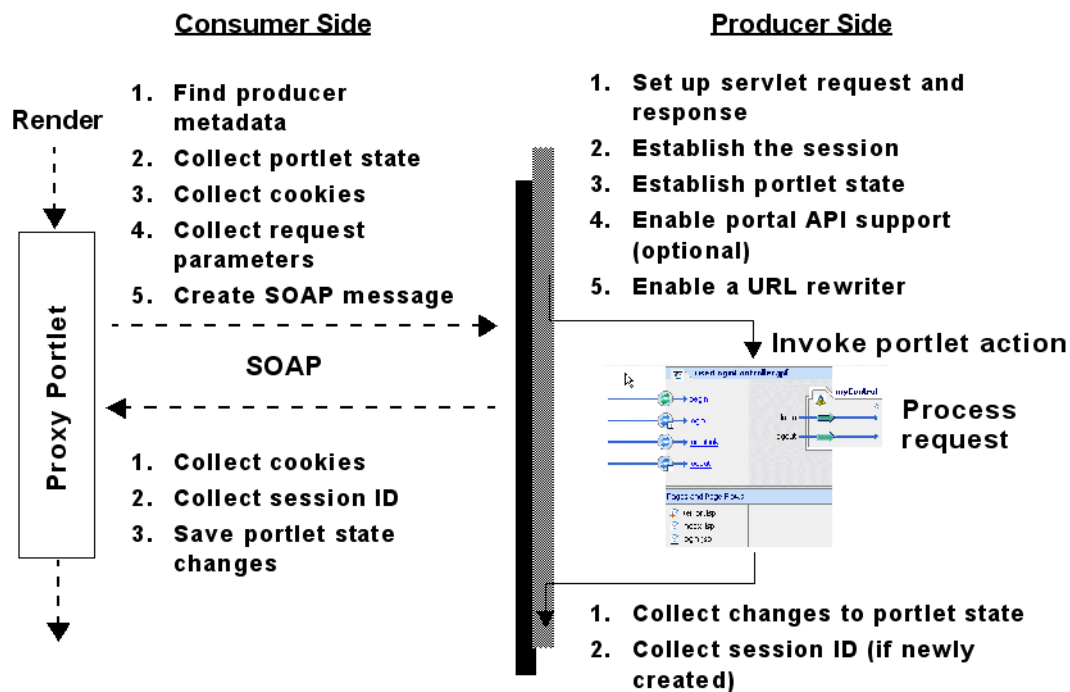 Consumer Side
Producer Side
Render
1. Find producer
metadata
2. Collect portlet state
3. Collect cookies
4. Collect request
parameters
5. Create SOAP message
SOAP
Proxy Portlet
1. Collect cookies
2. Collect session ID
3. Save portlet state
changes
1. Set up servlet request and
response
2. Establish the session
3. Establish portlet state
4. Enable portal API support
(optional)
5. Enable a URL rewriter
Invoke portlet action
begin
myControl
Pages and Page Flows
Process
request
1. Collect changes to portlet state
2. Collect session ID (if newly
created)